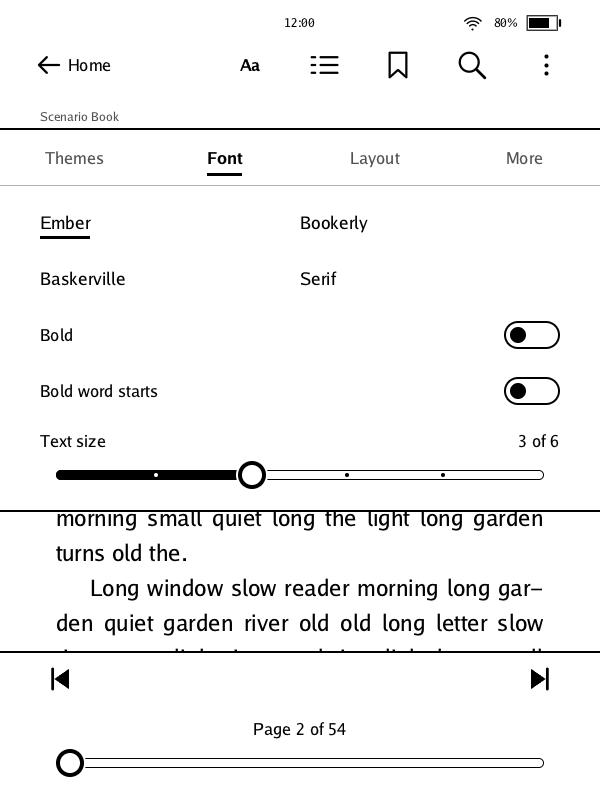 12:00
80%
Home
Aa
Scenario Book
Themes
Font
Layout
More
Ember
Bookerly
Baskerville
Serif
Bold
Bold word starts
Text size
3 of 6
morning small quiet long the light long garden
turns old the.
Long window slow reader morning long gar–
den quiet garden river old old long letter slow
Page 2 of 54